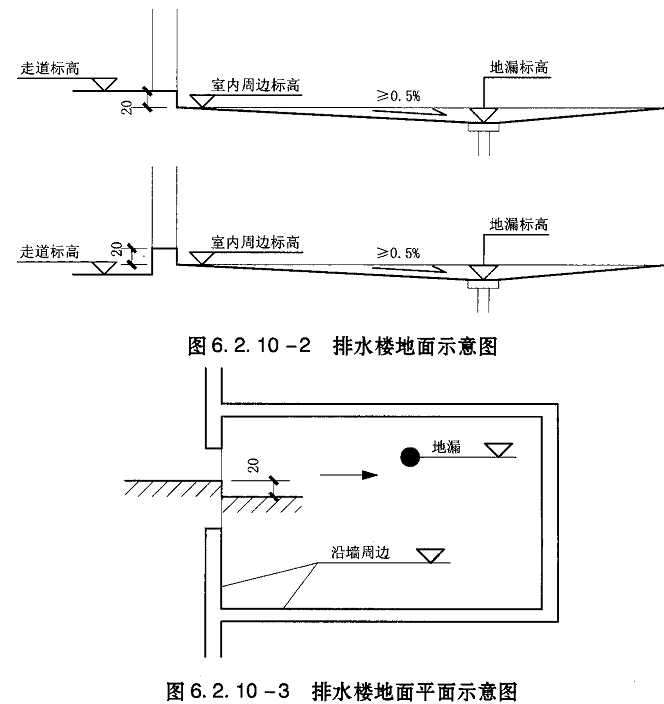 走道标高
20
室内周边标高
≥0.5%
地漏标高
走道标高
20
室内周边标高
≥0.5%
地漏标高
图 6. 2. 10 -2 排水楼地面示意图
20
地漏
沿墙周边
图 6. 2. 10 -3 排水楼地面平面示意图